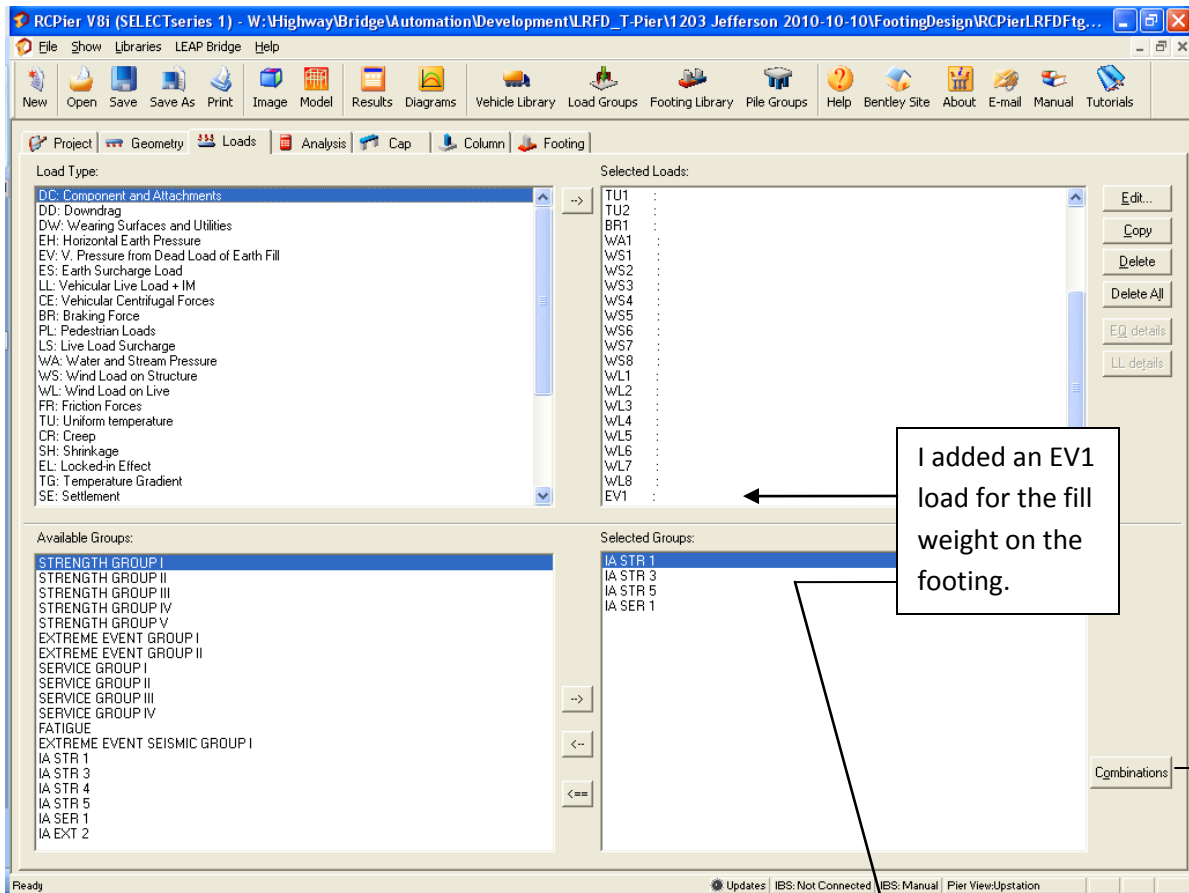 RCPier V8i (SELECTseries 1) - W:\Highway\Bridge\Automation\Development\LRFD_T-Pier\1203 Jefferson 2010-10-10\FootingDesign\RCPierLRFDFtg...
File Show Libraries LEAP Bridge Help
New Open Save Save As Print Image Model Results Diagrams Vehicle Library Load Groups Footing Library Pile Groups Help Bentley Site About E-mail Manual Tutorials
Project Geometry Loads Analysis Cap Column Footing
Load Type:
DC: Component and Attachments
DD: Downdrag
DW: Wearing Surfaces and Utilities
EH: Horizontal Earth Pressure
EV: V. Pressure from Dead Load of Earth Fill
ES: Earth Surcharge Load
LL: Vehicular Live Load + IM
CE: Vehicular Centrifugal Forces
BR: Braking Force
PL: Pedestrian Loads
LS: Live Load Surcharge
WA: Water and Stream Pressure
WS: Wind Load on Structure
WL: Wind Load on Live
FR: Friction Forces
TU: Uniform temperature
CR: Creep
SH: Shrinkage
EL: Locked-in Effect
TG: Temperature Gradient
SE: Settlement
-->
Selected Loads:
TU1 :
TU2 :
BR1 :
WA1 :
WS1 :
WS2 :
WS3 :
WS4 :
WS5 :
WS6 :
WS7 :
WS8 :
WL1 :
WL2 :
WL3 :
WL4 :
WL5 :
WL6 :
WL7 :
WL8 :
EV1 :
Edit...
Copy
Delete
Delete All
EQ details
LL details
I added an EV1
load for the fill
weight on the
footing.
Available Groups:
STRENGTH GROUP I
STRENGTH GROUP II
STRENGTH GROUP III
STRENGTH GROUP IV
STRENGTH GROUP V
EXTREME EVENT GROUP I
EXTREME EVENT GROUP II
SERVICE GROUP I
SERVICE GROUP II
SERVICE GROUP III
SERVICE GROUP IV
FATIGUE
EXTREME EVENT SEISMIC GROUP I
IA STR 1
IA STR 3
IA STR 4
IA STR 5
IA SER 1
IA EXT 2
-->
<--
<==
Selected Groups:
IA STR 1
IA STR 3
IA STR 5
IA SER 1
Combinations
Ready Updates IBS: Not Connected IBS: Manual Pier View:Upstation